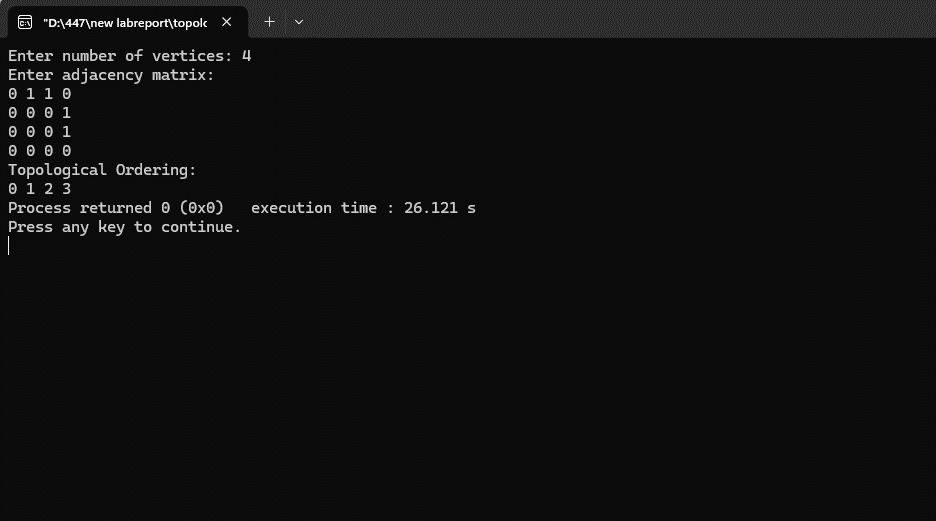 "D:\447\new labreport\topolc
Enter number of vertices: 4
Enter adjacency matrix:
0 1 1 0
0 0 0 1
0 0 0 1
0 0 0 0
Topological Ordering:
0 1 2 3
Process returned 0 (0x0)   execution time : 26.121 s
Press any key to continue.